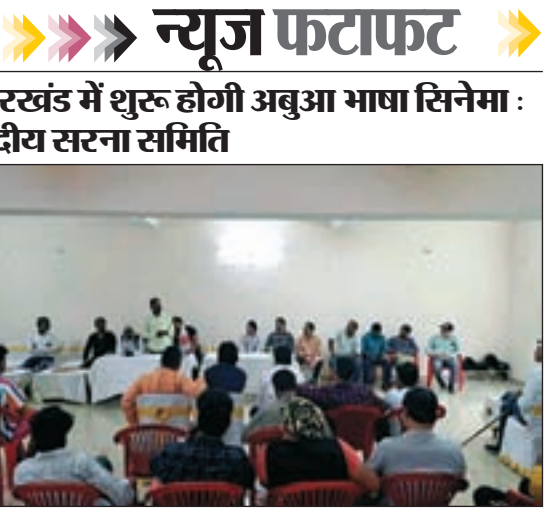 न्यूज फटाफट
रखंड में शुरू होगी अबुआ भाषा सिनेमा :
द्रीय सरना समिति